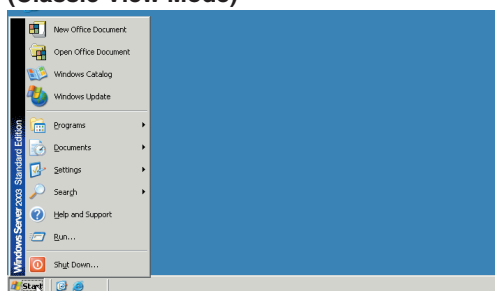 (Classic View Mode)
New Office Document
Open Office Document
Windows Catalog
Windows Update
Programs
Documents
Settings
Search
Help and Support
Run...
Shut Down...
Windows Server 2003 Standard Edition
Start